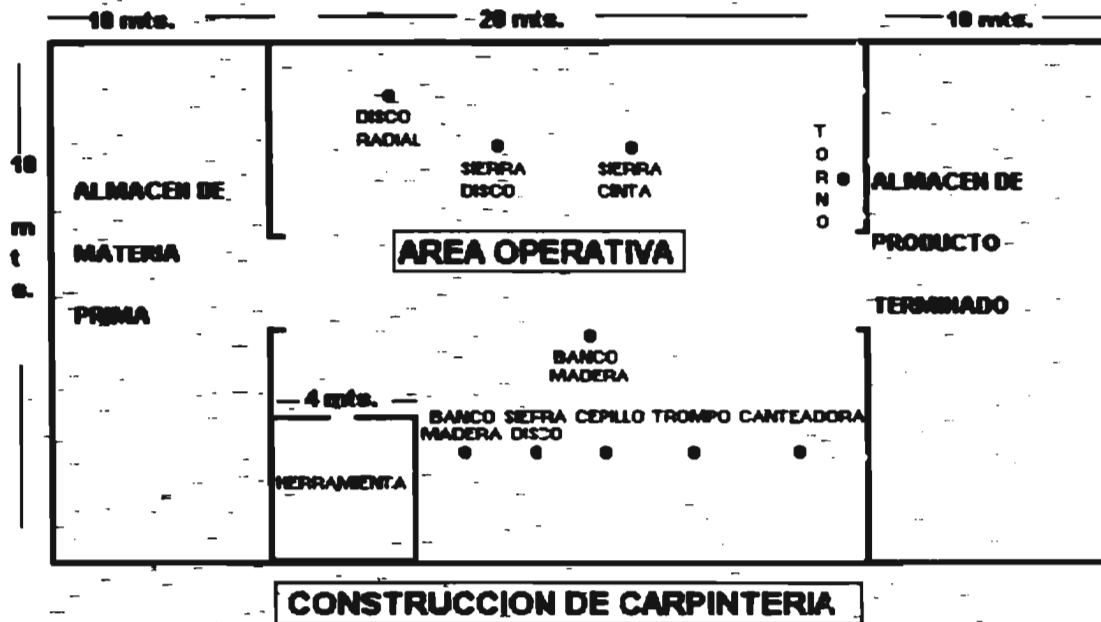 10 mts.
20 mts.
10 mts.
10
mts.
DISCO
RADIAL
SIERRA
DISCO
SIERRA
CINTA
TORNO
ALMACEN DE
MATERIA
PRIMA
AREA OPERATIVA
ALMACEN DE
PRODUCTO
TERMINADO
BANCO
MADERA
4 mts.
BANCO SIERRA CEPILLO TROMPO CANTEADORA
MADERA DISCO
HERRAMIENTA
CONSTRUCCION DE CARPINTERIA